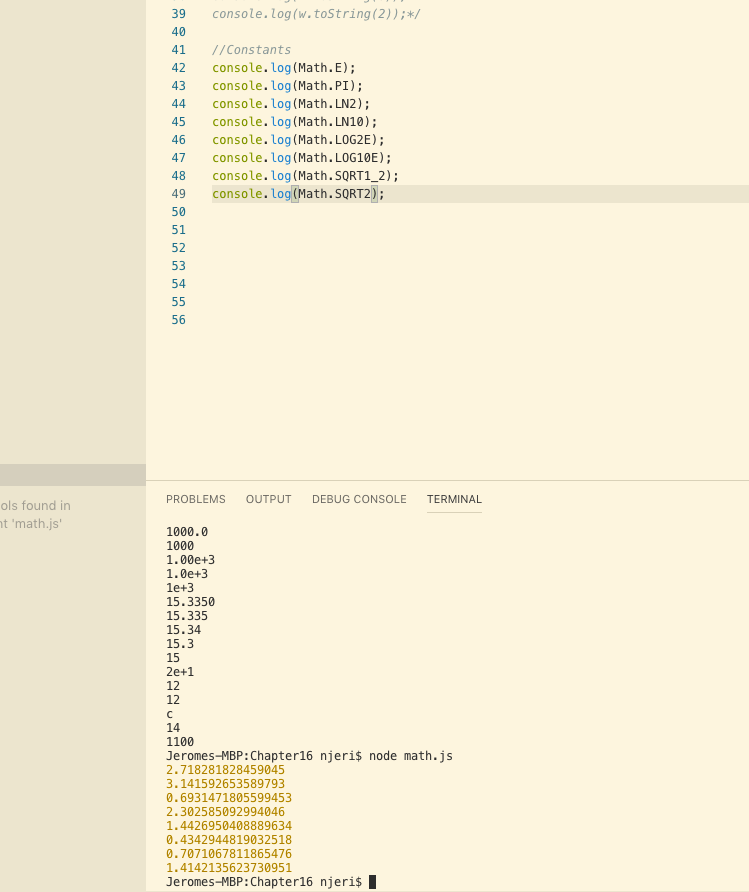 39 console.log(w.toString(2));*/
40
41 //Constants
42 console.log(Math.E);
43 console.log(Math.PI);
44 console.log(Math.LN2);
45 console.log(Math.LN10);
46 console.log(Math.LOG2E);
47 console.log(Math.LOG10E);
48 console.log(Math.SQRT1_2);
49 console.log(Math.SQRT2);
50
51
52
53
54
55
56
ols found in
nt 'math.js'
PROBLEMS OUTPUT DEBUG CONSOLE TERMINAL
1000.0
1000
1.00e+3
1.0e+3
1e+3
15.3350
15.335
15.34
15.3
15
2e+1
12
12
c
14
1100
Jeromes-MBP:Chapter16 njeri$ node math.js
2.718281828459045
3.141592653589793
0.6931471805599453
2.302585092994046
1.4426950408889634
0.4342944819032518
0.7071067811865476
1.4142135623730951
Jeromes-MBP:Chapter16 njeri$